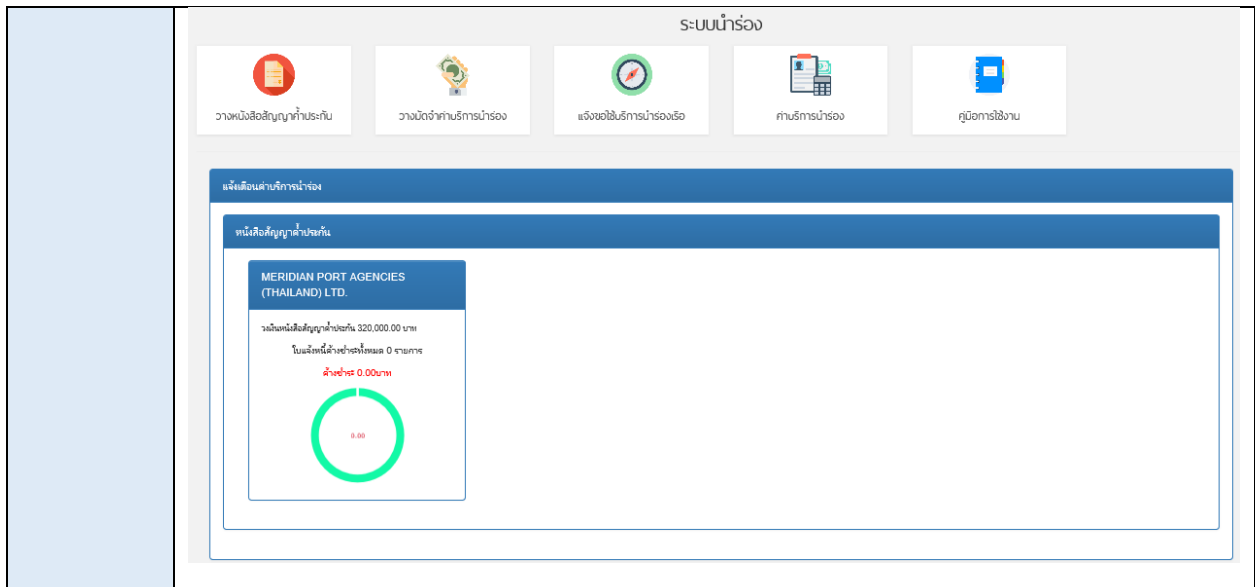 ระบบนำร่อง
วางหนังสือสัญญาค้ำประกัน
วางมัดจำค่าบริการนำร่อง
แจ้งขอใช้บริการนำร่องเรือ
ค่าบริการนำร่อง
คู่มือการใช้งาน
แจ้งเตือนค่าบริการนำร่อง
หนังสือสัญญาค้ำประกัน
MERIDIAN PORT AGENCIES
(THAILAND) LTD.
วงเงินหนังสือสัญญาค้ำประกัน 320,000.00 บาท
ใบแจ้งหนี้ค้างชำระทั้งหมด 0 รายการ
ค้างชำระ 0.00บาท
0.00